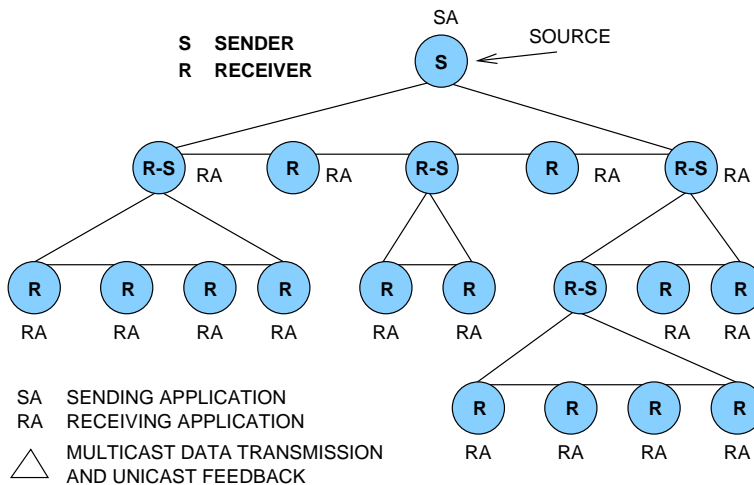 SA
S SENDER
SOURCE
R RECEIVER
S
R-S RA R RA R-S R RA R-S RA
R R R R R R R-S R R
RA RA RA RA RA RA RA RA
SA SENDING APPLICATION
R R R R
RA RECEIVING APPLICATION
RA RA RA RA
MULTICAST DATA TRANSMISSION
AND UNICAST FEEDBACK